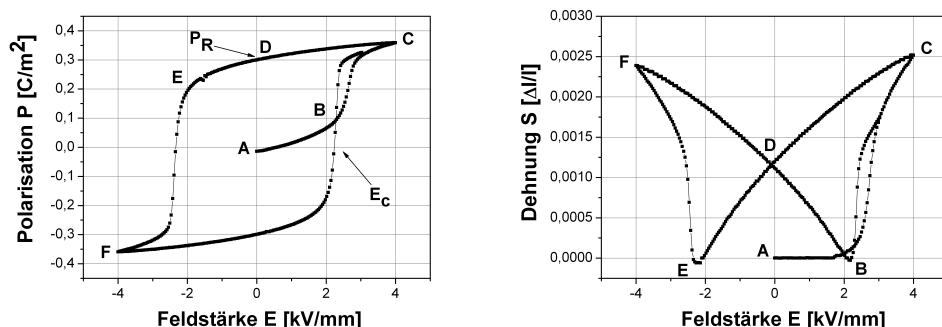 Polarisation P [C/m²]
0,4
0,3
0,2
0,1
0,0
-0,1
-0,2
-0,3
-0,4
P_R
D
C
E
B
A
E_C
F
-4 -2 0 2 4
Feldstärke E [kV/mm]
Dehnung S [Δl/l]
0,0030
0,0025
0,0020
0,0015
0,0010
0,0005
0,0000
C
F
D
A
E
B
-4 -2 0 2 4
Feldstärke E [kV/mm]